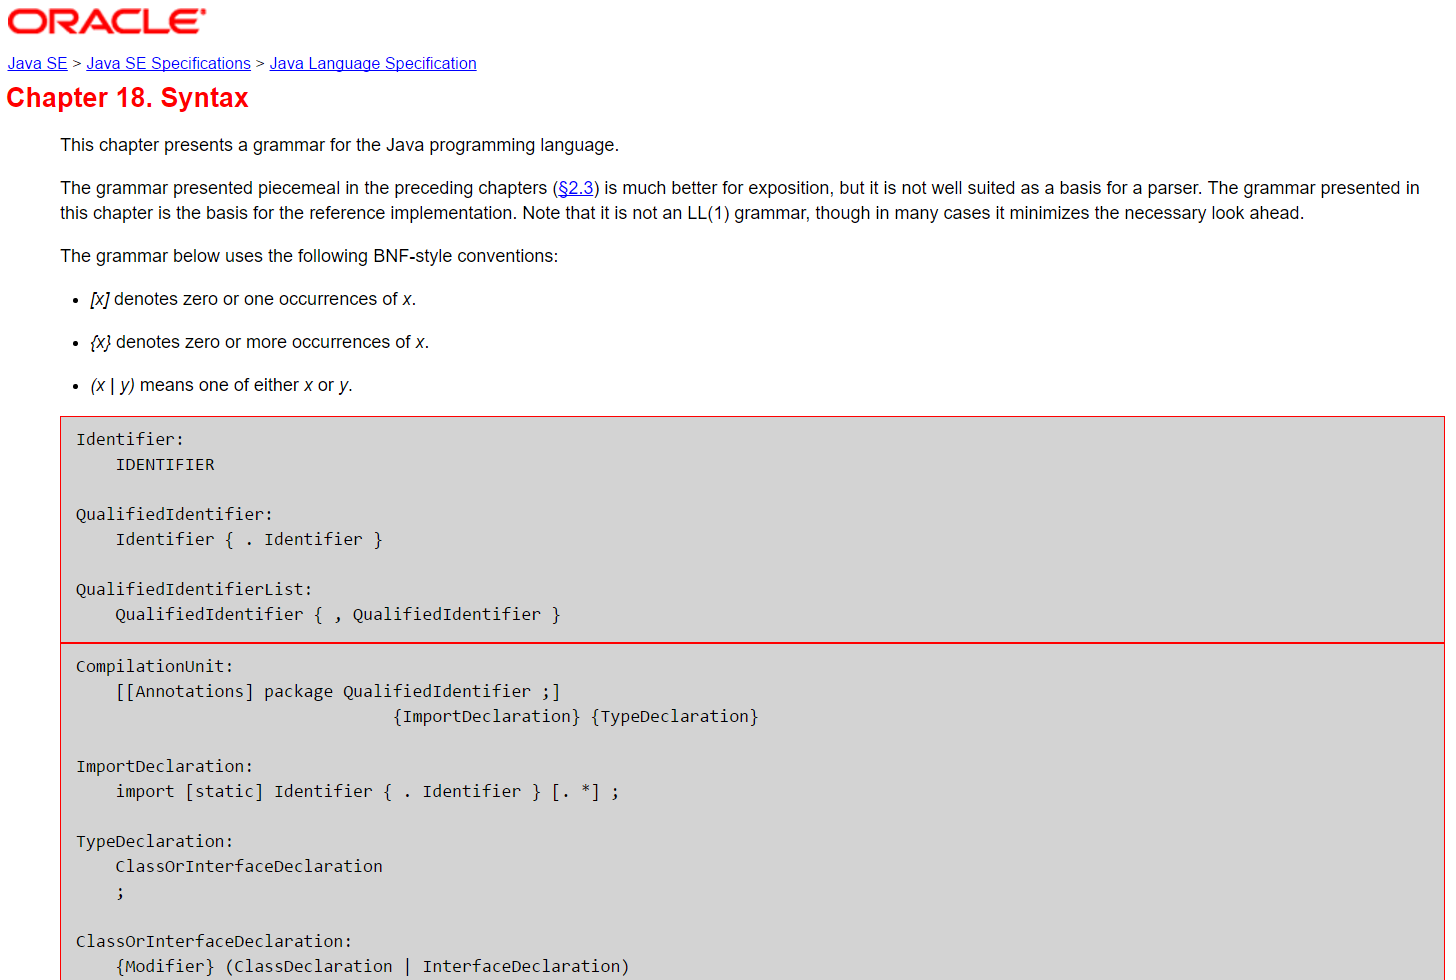 ORACLE
Java SE > Java SE Specifications > Java Language Specification
Chapter 18. Syntax
This chapter presents a grammar for the Java programming language.
The grammar presented piecemeal in the preceding chapters (§2.3) is much better for exposition, but it is not well suited as a basis for a parser. The grammar presented in
this chapter is the basis for the reference implementation. Note that it is not an LL(1) grammar, though in many cases it minimizes the necessary look ahead.
The grammar below uses the following BNF-style conventions:
• [x] denotes zero or one occurrences of x.
• {x} denotes zero or more occurrences of x.
• (x | y) means one of either x or y.
Identifier:
    IDENTIFIER
QualifiedIdentifier:
    Identifier { . Identifier }
QualifiedIdentifierList:
    QualifiedIdentifier { , QualifiedIdentifier }
CompilationUnit:
    [[Annotations] package QualifiedIdentifier ;]
                                {ImportDeclaration} {TypeDeclaration}
ImportDeclaration:
    import [static] Identifier { . Identifier } [. *] ;
TypeDeclaration:
    ClassOrInterfaceDeclaration
    ;
ClassOrInterfaceDeclaration:
    {Modifier} (ClassDeclaration | InterfaceDeclaration)